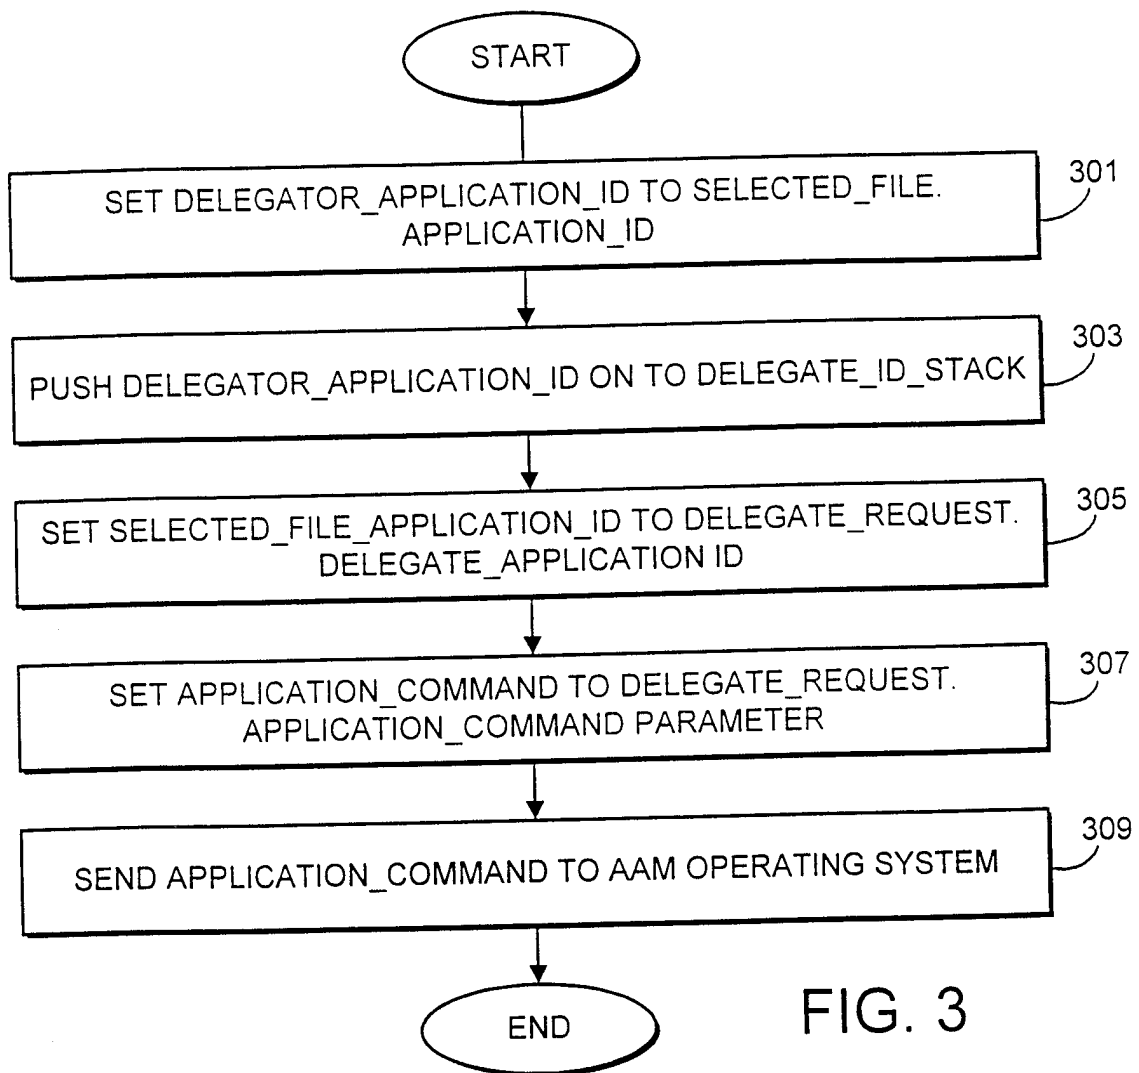 START
SET DELEGATOR_APPLICATION_ID TO SELECTED_FILE.
APPLICATION_ID
301
PUSH DELEGATOR_APPLICATION_ID ON TO DELEGATE_ID_STACK
303
SET SELECTED_FILE_APPLICATION_ID TO DELEGATE_REQUEST.
DELEGATE_APPLICATION ID
305
SET APPLICATION_COMMAND TO DELEGATE_REQUEST.
APPLICATION_COMMAND PARAMETER
307
SEND APPLICATION_COMMAND TO AAM OPERATING SYSTEM
309
END
FIG. 3